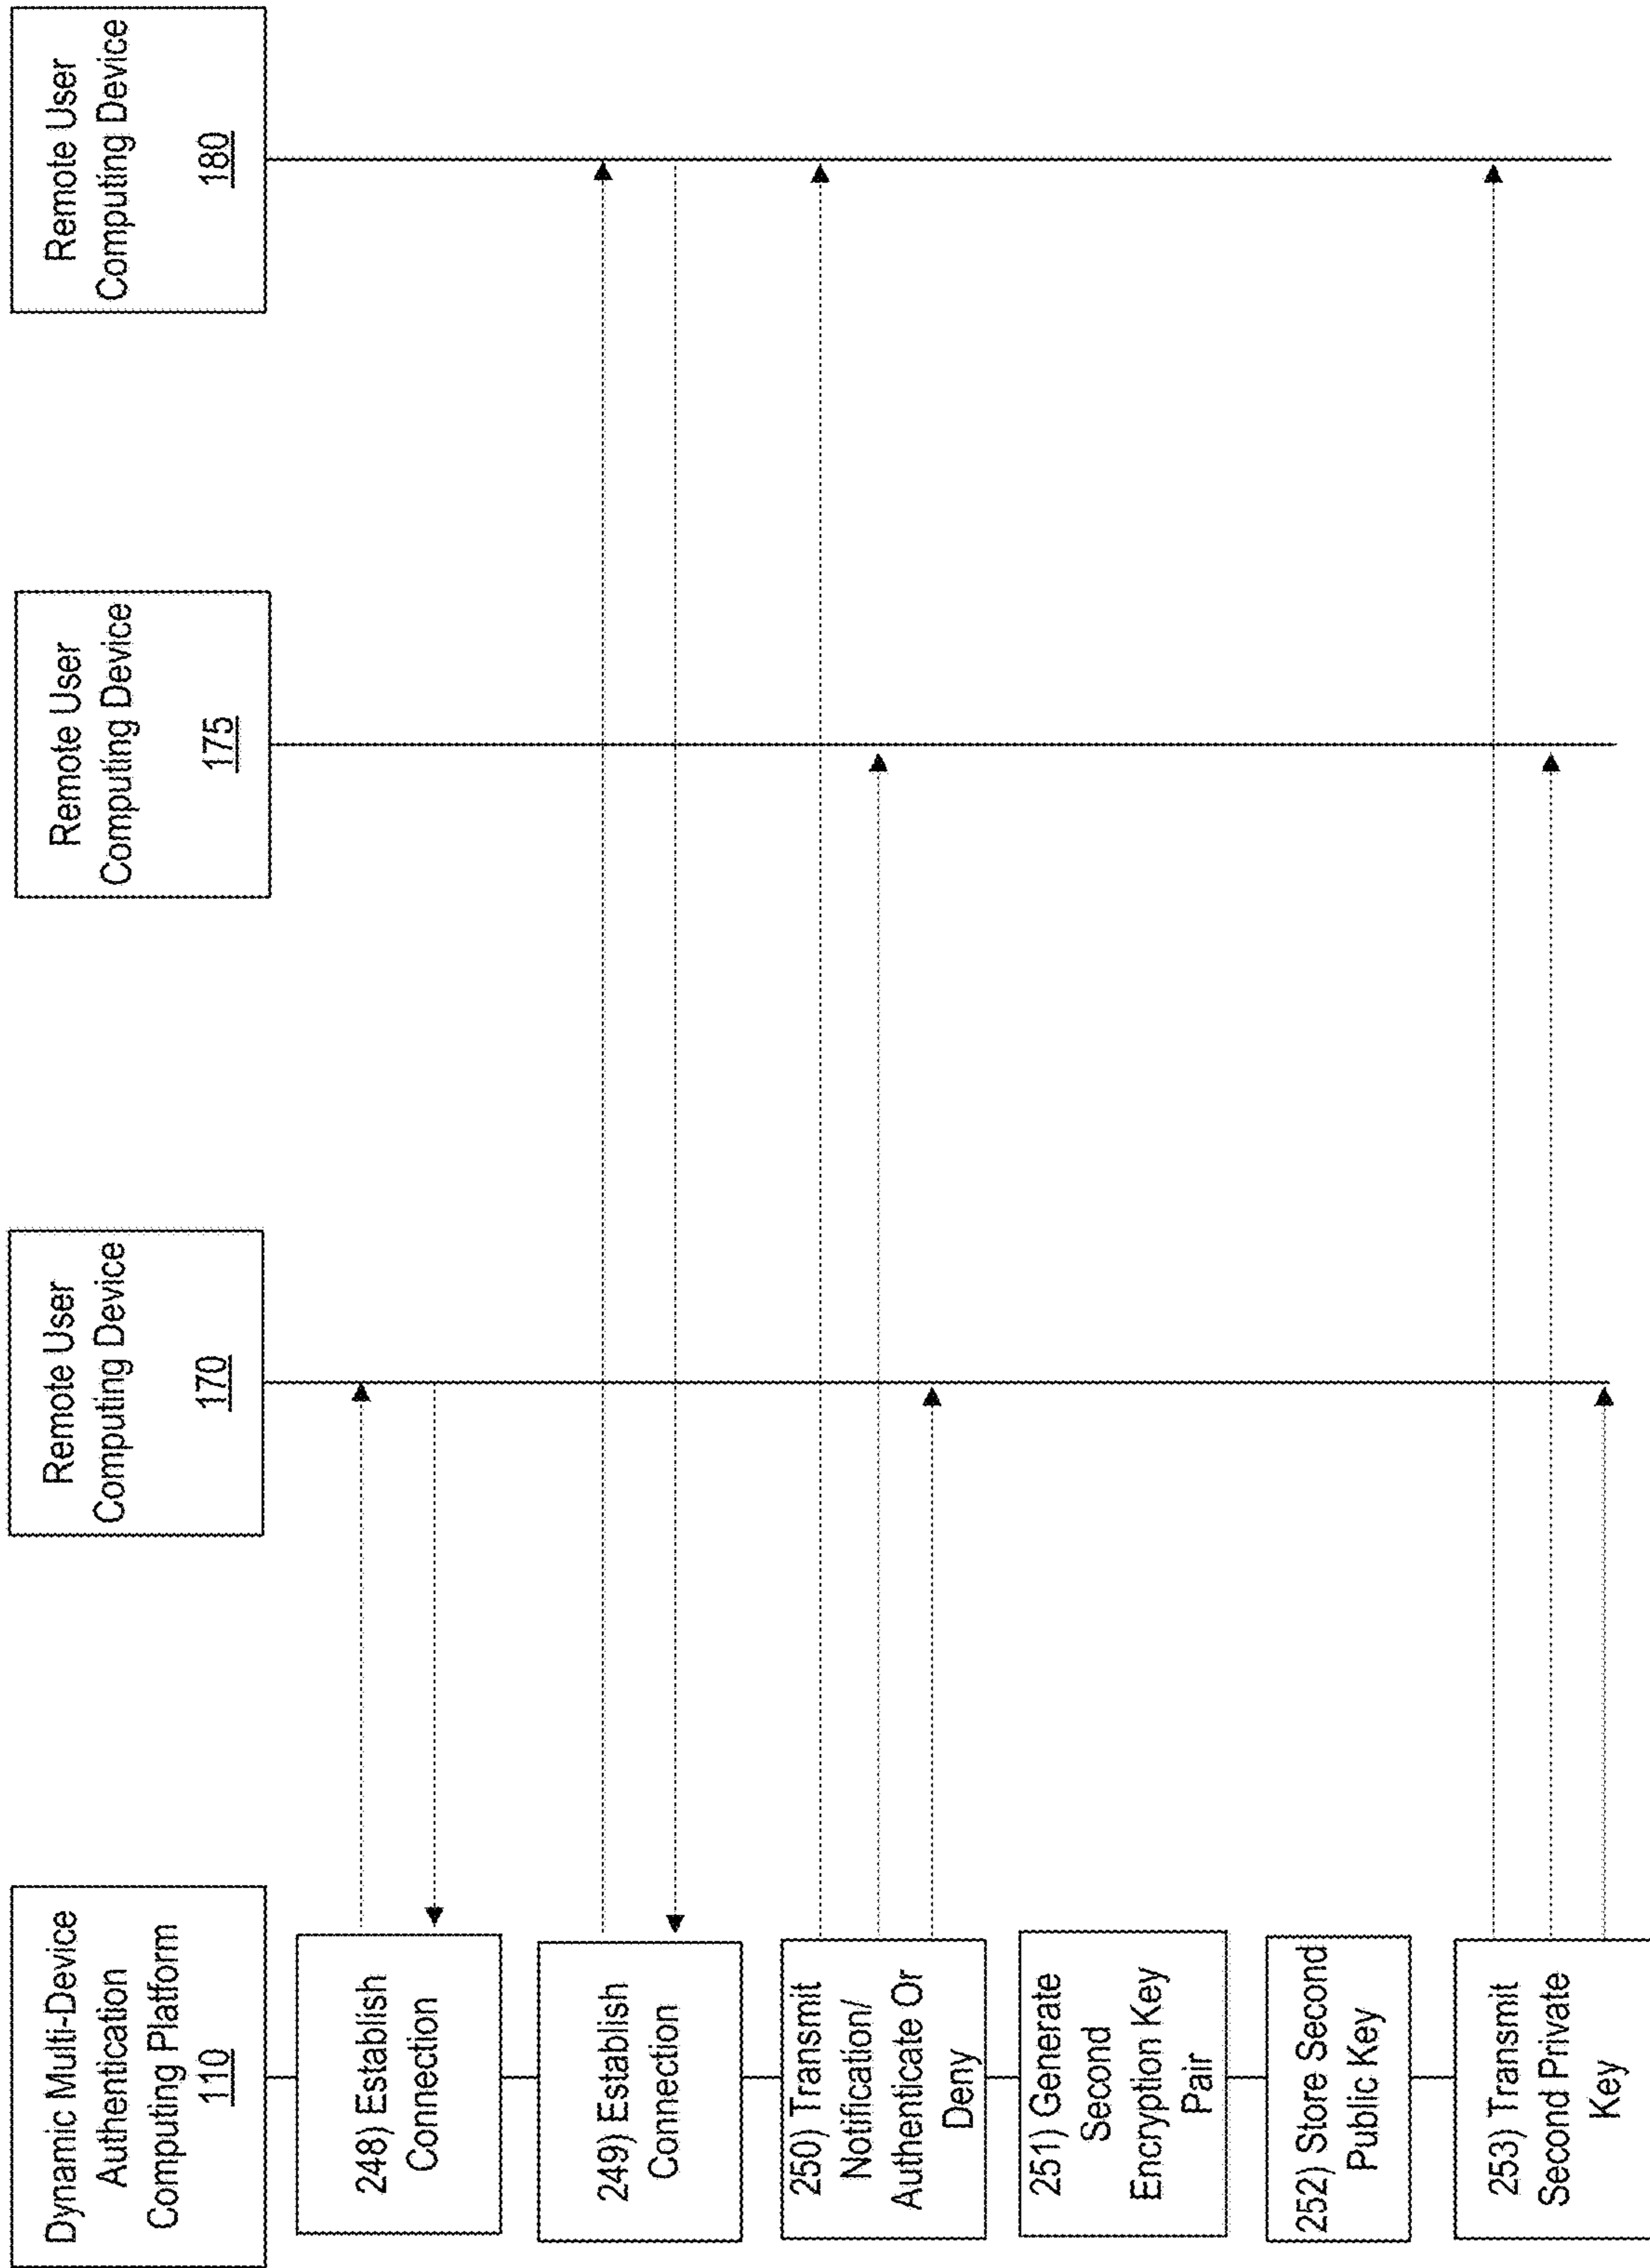 Dynamic Multi-Device
Authentication
Computing Platform
110
Remote User
Computing Device
170
Remote User
Computing Device
175
Remote User
Computing Device
180
248) Establish
Connection
249) Establish
Connection
250) Transmit
Notification/
Authenticate Or
Deny
251) Generate
Second
Encryption Key
Pair
252) Store Second
Public Key
253) Transmit
Second Private
Key